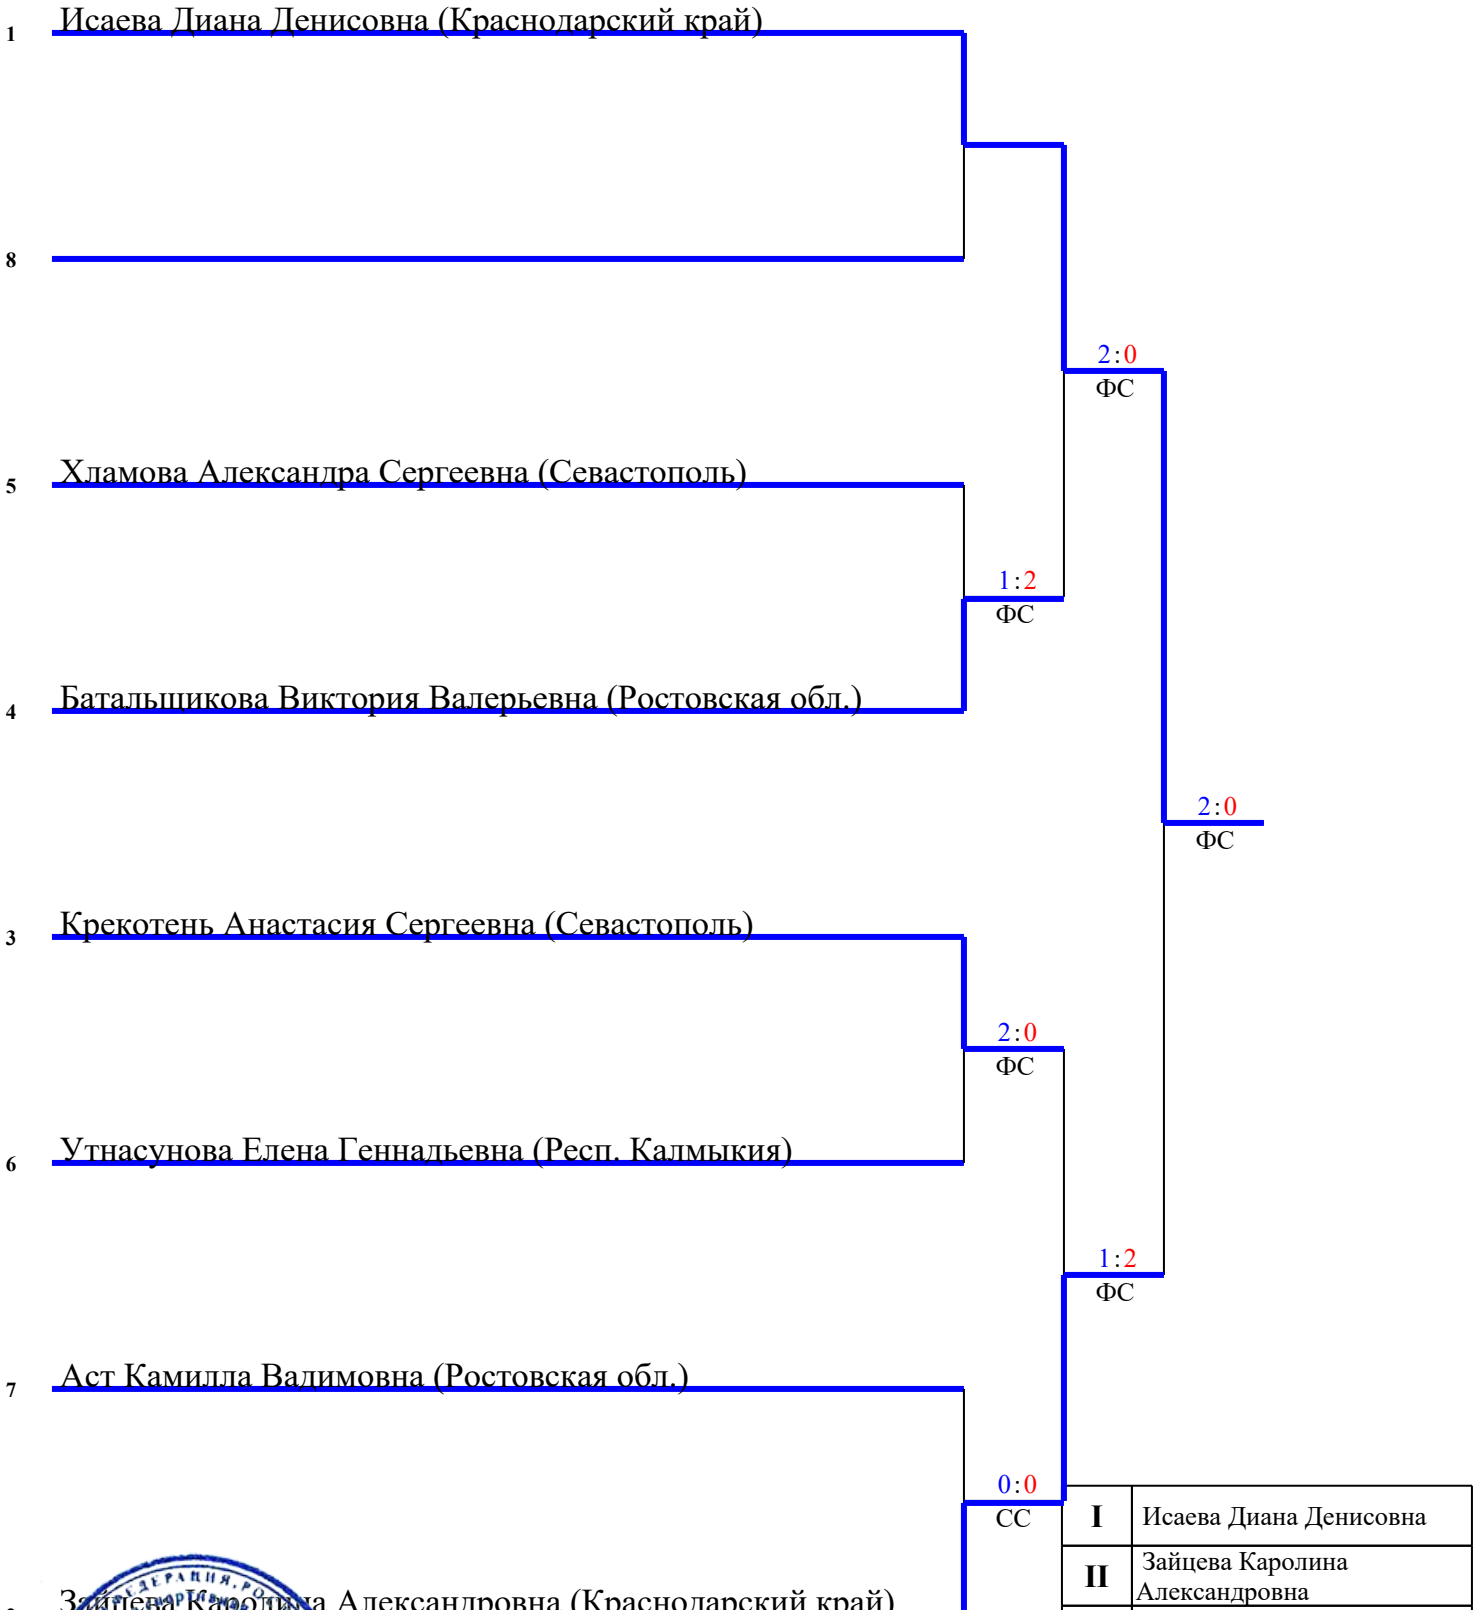 1 Исаева Диана Денисовна (Краснодарский край)
8
2:0
ФС
5 Хламова Александра Сергеевна (Севастополь)
1:2
ФС
4 Батальщикова Виктория Валерьевна (Ростовская обл.)
2:0
ФС
3 Крекотень Анастасия Сергеевна (Севастополь)
2:0
ФС
6 Утнасунова Елена Геннадьевна (Респ. Калмыкия)
1:2
ФС
7 Аст Камилла Вадимовна (Ростовская обл.)
0:0
СС
I Исаева Диана Денисовна
II Зайцева Каролина
Александровна
Зайцева Каролина Александровна (Краснодарский край)